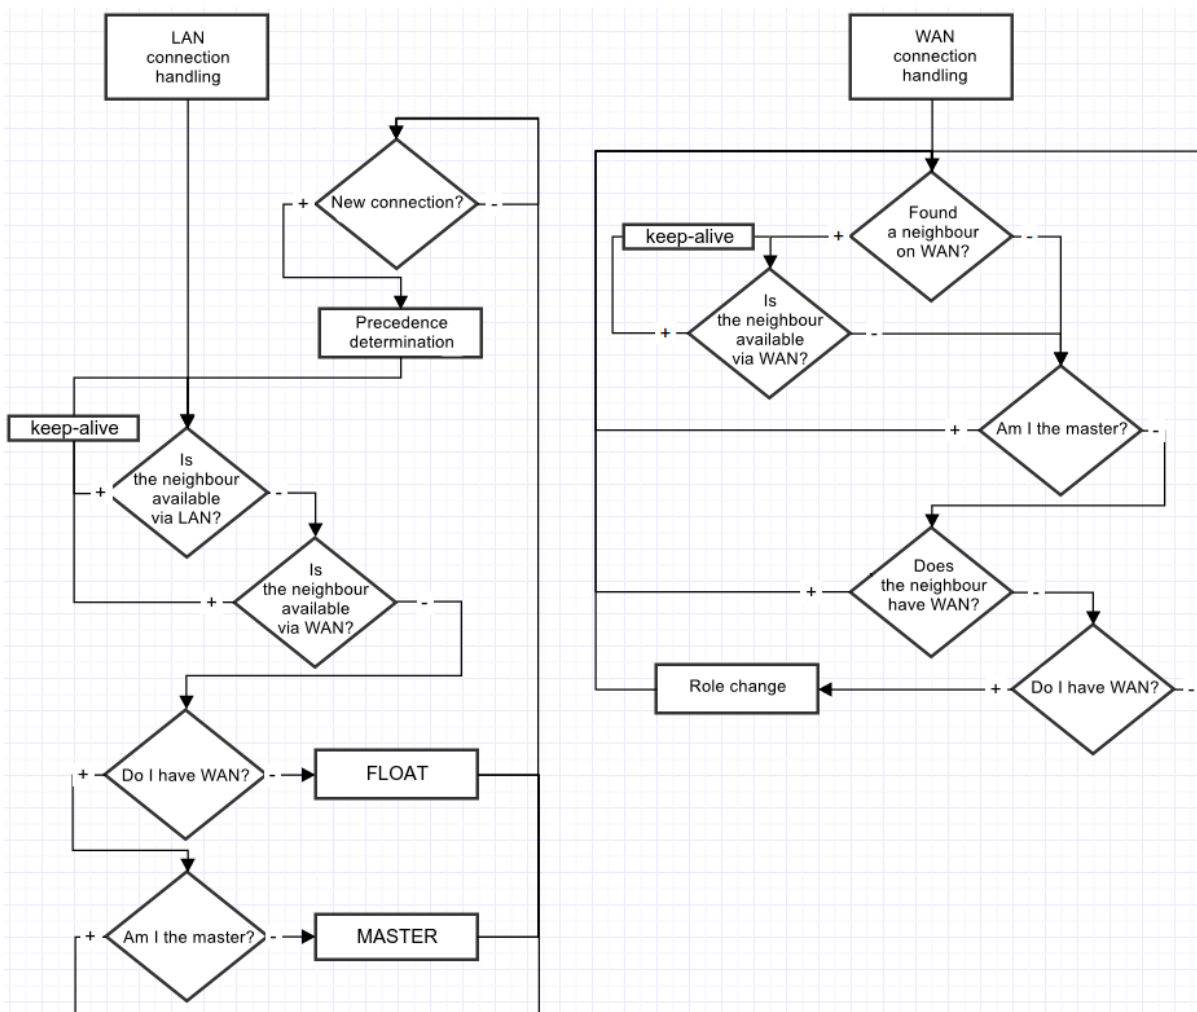 LAN
connection
handling
+
New connection?
-
Precedence
determination
keep-alive
+
Is
the neighbour
available
via LAN?
-
+
Is
the neighbour
available
via WAN?
-
+
Do I have WAN?
-
FLOAT
+
Am I the master?
-
MASTER
WAN
connection
handling
keep-alive
+
Found
a neighbour
on WAN?
-
+
Is
the neighbour
available
via WAN?
-
+
Am I the master?
-
+
Does
the neighbour
have WAN?
-
Role change
+
Do I have WAN?
-